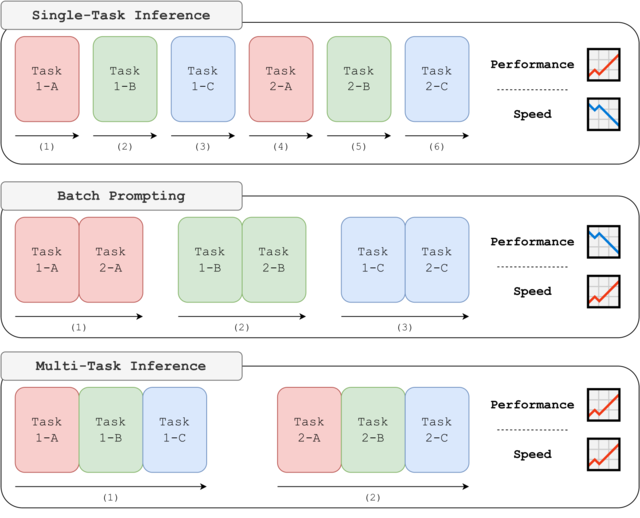 Single-Task Inference
Task
1-A
Task
1-B
Task
1-C
Task
2-A
Task
2-B
Task
2-C
(1)
(2)
(3)
(4)
(5)
(6)
Performance
Speed
Batch Prompting
Task
1-A
Task
2-A
Task
1-B
Task
2-B
Task
1-C
Task
2-C
(1)
(2)
(3)
Performance
Speed
Multi-Task Inference
Task
1-A
Task
1-B
Task
1-C
Task
2-A
Task
2-B
Task
2-C
(1)
(2)
Performance
Speed